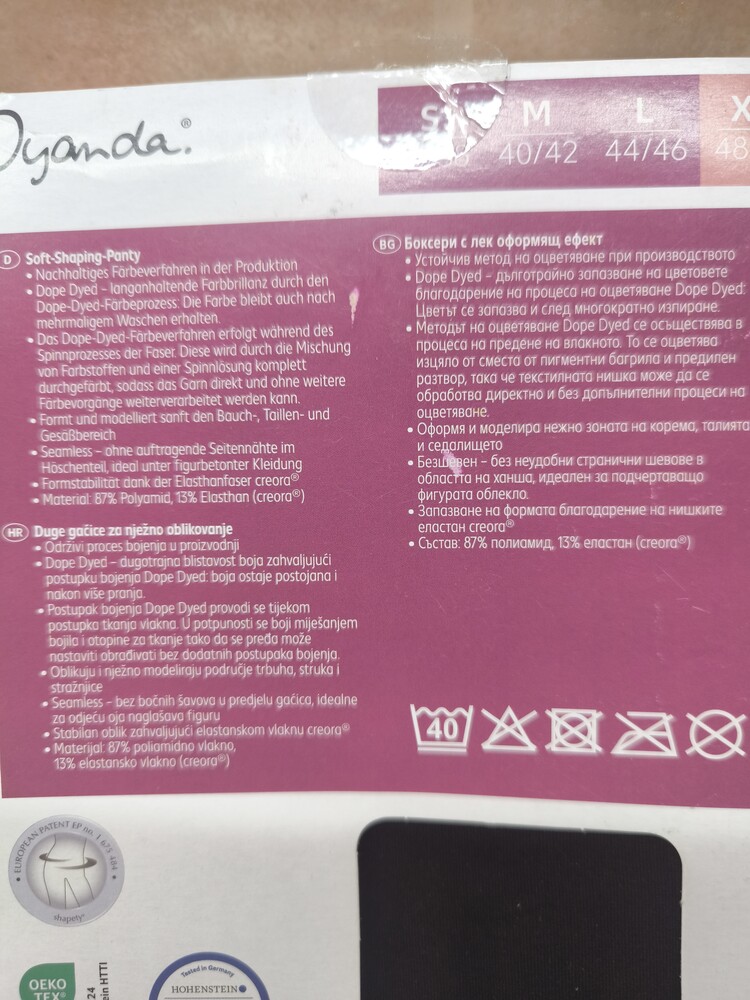 Oyanda®
S M L X
40/42 44/46 48
D Soft-Shaping-Panty
• Nachhaltiges Färbeverfahren in der Produktion
• Dope Dyed – langanhaltende Farbbrillanz durch den
Dope-Dyed-Färbeprozess: Die Farbe bleibt auch nach
mehrmaligem Waschen erhalten.
• Das Dope-Dyed-Färbeverfahren erfolgt während des
Spinnprozesses der Faser. Diese wird durch die Mischung
von Farbstoffen und einer Spinnlösung komplett
durchgefärbt, sodass das Garn direkt und ohne weitere
Färbevorgänge weiterverarbeitet werden kann.
• Formt und modelliert sanft den Bauch-, Taillen- und
Gesäßbereich
• Seamless – ohne auftragende Seitennähte im
Höschenteil, ideal unter figurbetonter Kleidung
• Formstabilität dank der Elasthanfaser creora®
• Material: 87% Polyamid, 13% Elasthan (creora®)
HR Duge gaćice za nježno oblikovanje
• Održivi proces bojenja u proizvodnji
• Dope Dyed – dugotrajna blistavost boja zahvaljujući
postupku bojenja Dope Dyed: boja ostaje postojana i
nakon više pranja.
• Postupak bojenja Dope Dyed provodi se tijekom
postupka tkanja vlakna. U potpunosti se boji miješanjem
bojila i otopine za tkanje tako da se pređa može
nastaviti obrađivati bez dodatnih postupaka bojenja.
• Oblikuju i nježno modeliraju područje trbuha, struka i
stražnjice
• Seamless – bez bočnih šavova u predjelu gaćica, idealne
za odjeću oja naglašava figuru
• Stabilan oblik zahvaljujući elastanskom vlaknu creora®
• Materijal: 87% poliamidno vlakno,
13% elastansko vlakno (creora®)
BG Боксери с лек оформящ ефект
• Устойчив метод на оцветяване при производството
• Dope Dyed – дълготрайно запазване на цветовете
благодарение на процеса на оцветяване Dope Dyed:
Цветът се запазва и след многократно изпиране.
• Методът на оцветяване Dope Dyed се осъществява в
процеса на предене на влакното. То се оцветява
изцяло от сместа от пигментни багрила и предилен
разтвор, така че текстилната нишка може да се
обработва директно и без допълнителни процеси на
оцветяване.
• Оформя и моделира нежно зоната на корема, талията
и седалището
• Безшевен – без неудобни странични шевове в
областта на ханша, идеален за подчертаващо
фигурата облекло.
• Запазване на формата благодарение на нишките
еластан creora®
• Състав: 87% полиамид, 13% еластан (creora®)
40
• EUROPEAN PATENT EP no. 1 675 484 •
shapety®
OEKO
TEX®
24
ein HTTI
Tested in Germany
HOHENSTEIN